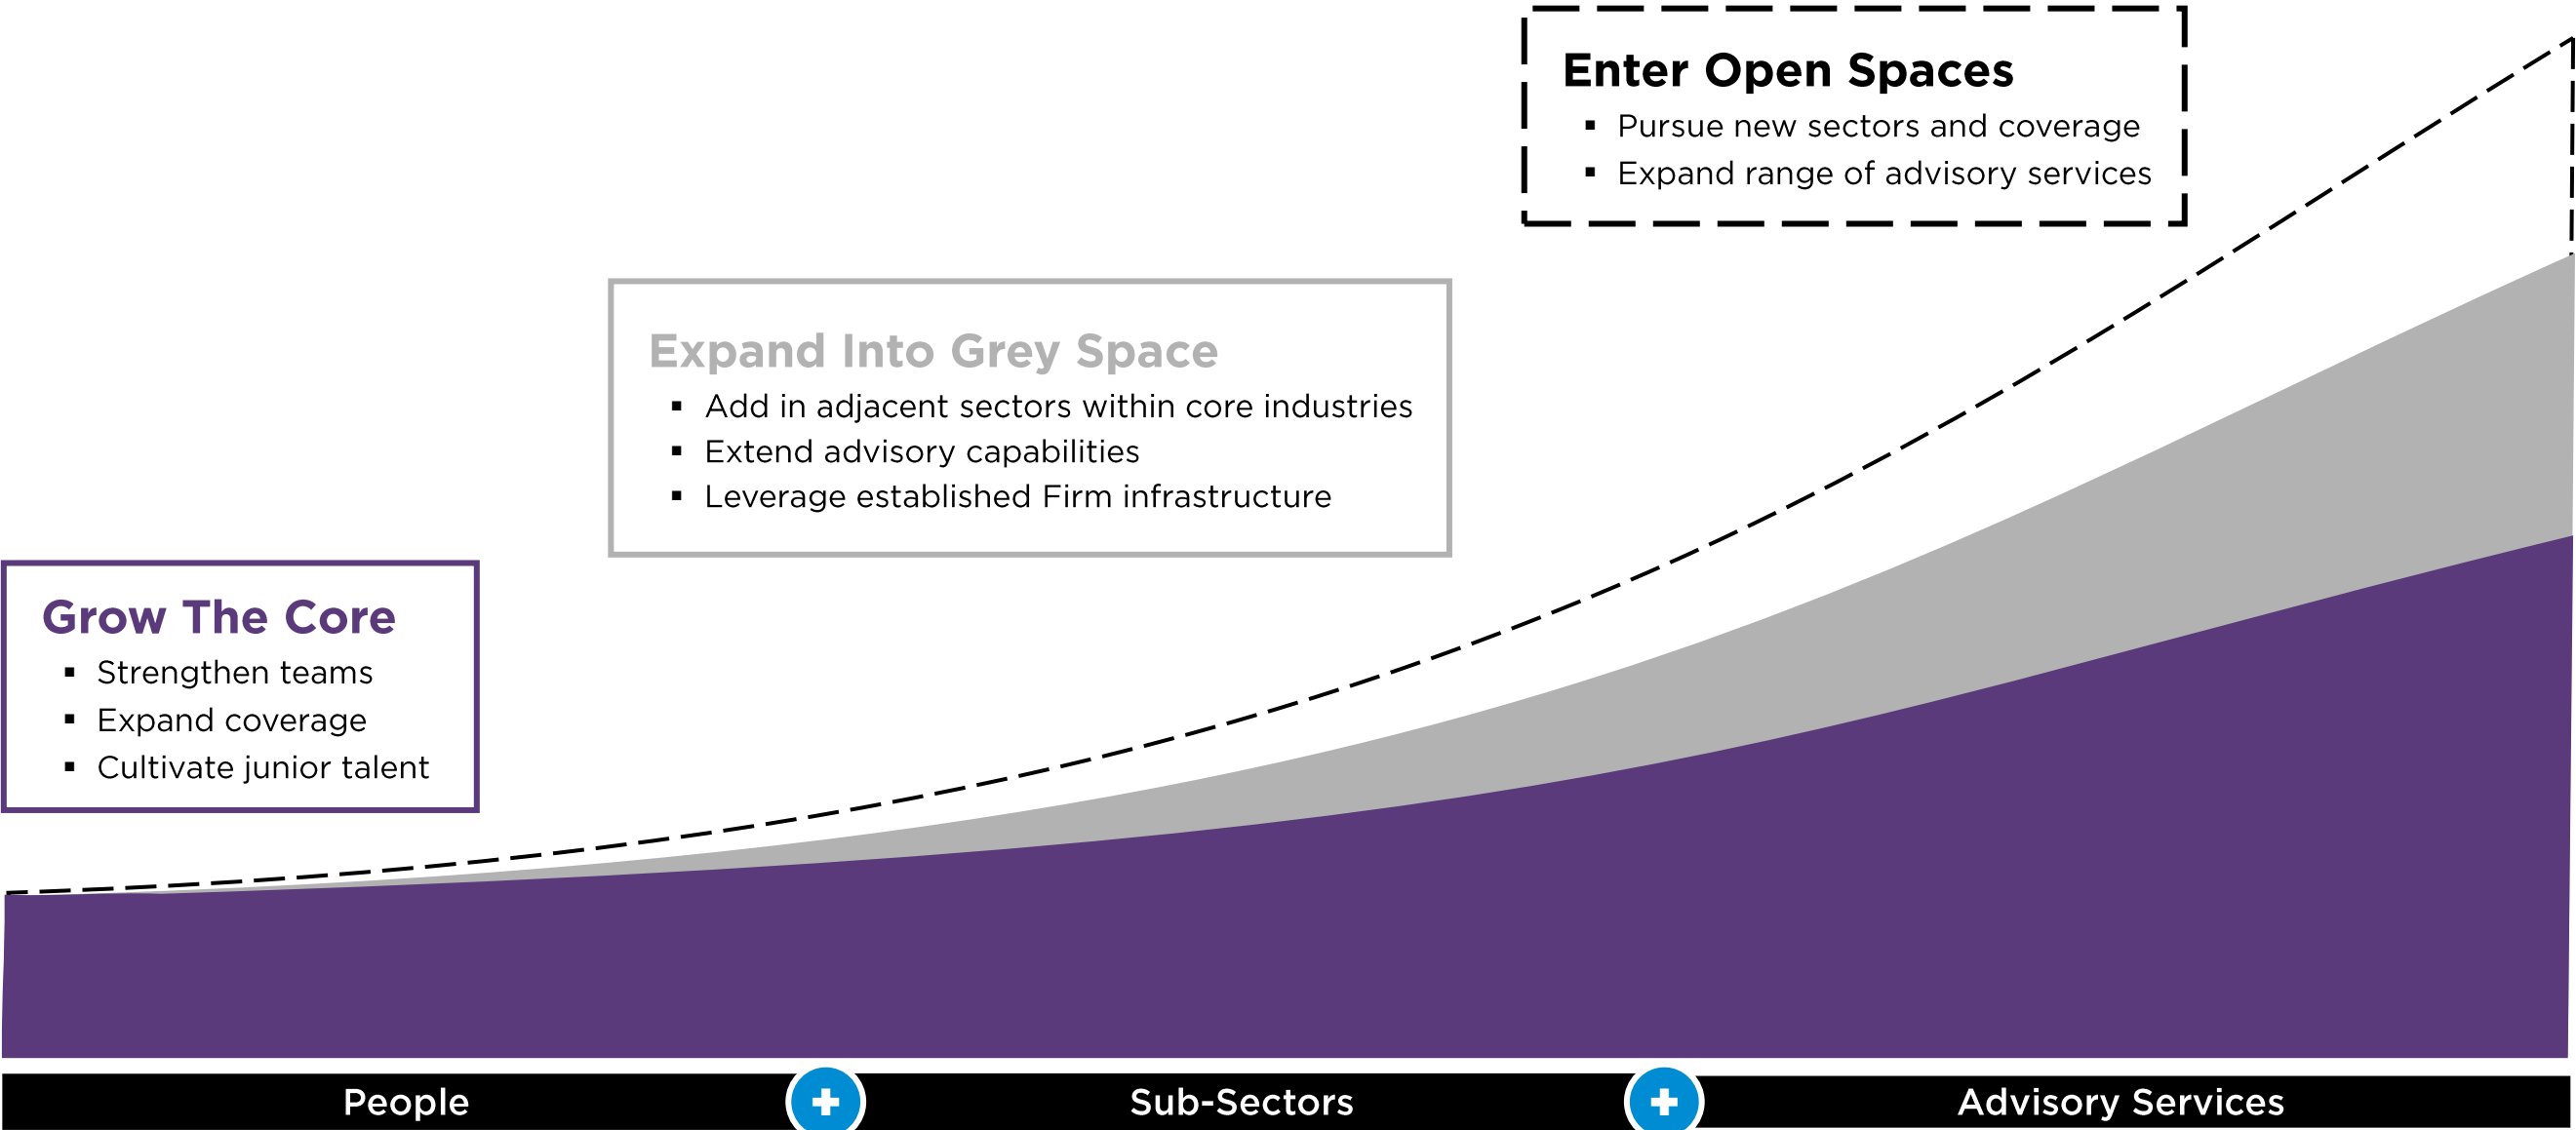 Enter Open Spaces
▪ Pursue new sectors and coverage
▪ Expand range of advisory services
Expand Into Grey Space
▪ Add in adjacent sectors within core industries
▪ Extend advisory capabilities
▪ Leverage established Firm infrastructure
Grow The Core
▪ Strengthen teams
▪ Expand coverage
▪ Cultivate junior talent
People + Sub-Sectors + Advisory Services